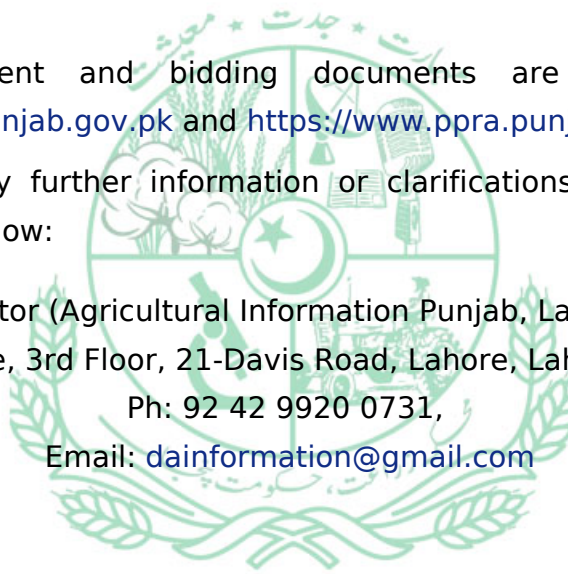 ent and bidding documents are
njab.gov.pk and https://www.ppra.punj
y further information or clarifications
ow:
tor (Agricultural Information Punjab, La
e, 3rd Floor, 21-Davis Road, Lahore, Lah
Ph: 92 42 9920 0731,
Email: dainformation@gmail.com